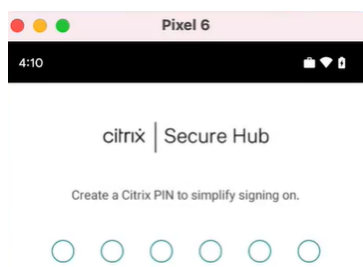 Pixel 6
4:10
citrix | Secure Hub
Create a Citrix PIN to simplify signing on.